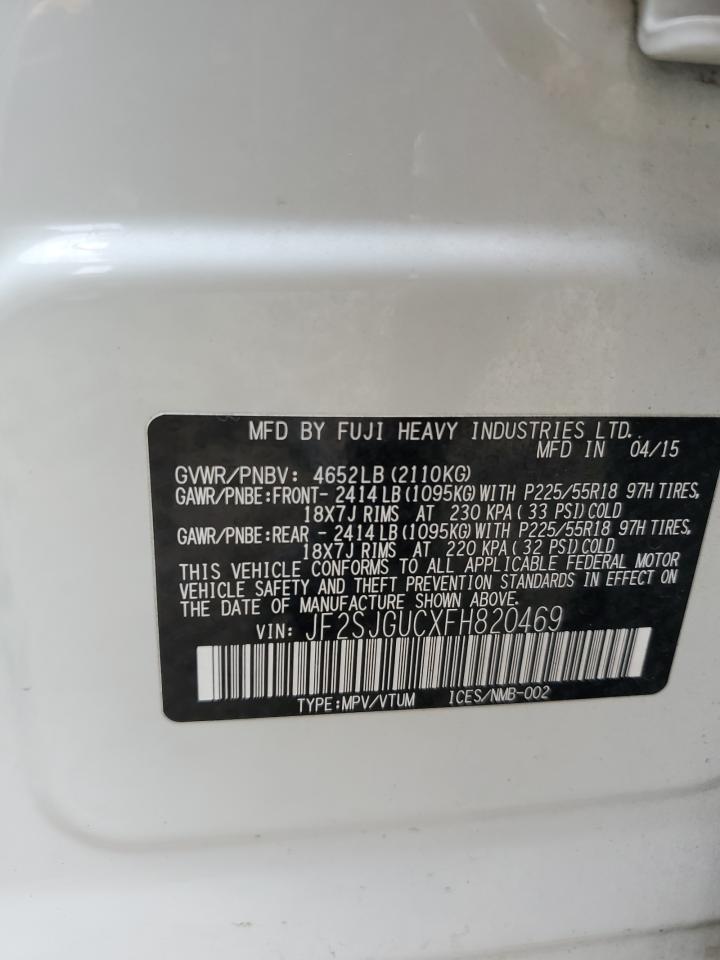 MFD BY FUJI HEAVY INDUSTRIES LTD.
MFD IN 04/15
GVWR/PNBV: 4652LB (2110KG)
GAWR/PNBE:FRONT- 2414 LB (1095KG) WITH P225/55R18 97H TIRES,
18X7J RIMS AT 230 KPA ( 33 PSI) COLD
GAWR/PNBE:REAR - 2414 LB (1095KG) WITH P225/55R18 97H TIRES,
18X7J RIMS AT 220 KPA ( 32 PSI) COLD
THIS VEHICLE CONFORMS TO ALL APPLICABLE FEDERAL MOTOR
VEHICLE SAFETY AND THEFT PREVENTION STANDARDS IN EFFECT ON
THE DATE OF MANUFACTURE SHOWN ABOVE.
VIN: JF2SJGUCXFH820469
TYPE:MPV/VTUM ICES/NMB-002